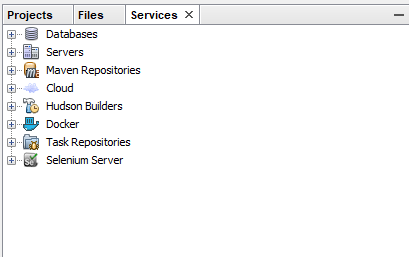 Projects Files Services
Databases
Servers
Maven Repositories
Cloud
Hudson Builders
Docker
Task Repositories
Selenium Server